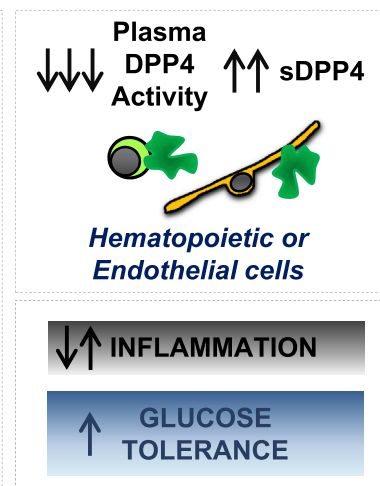 Plasma
DPP4
Activity
sDPP4
Hematopoietic or
Endothelial cells
INFLAMMATION
GLUCOSE
TOLERANCE